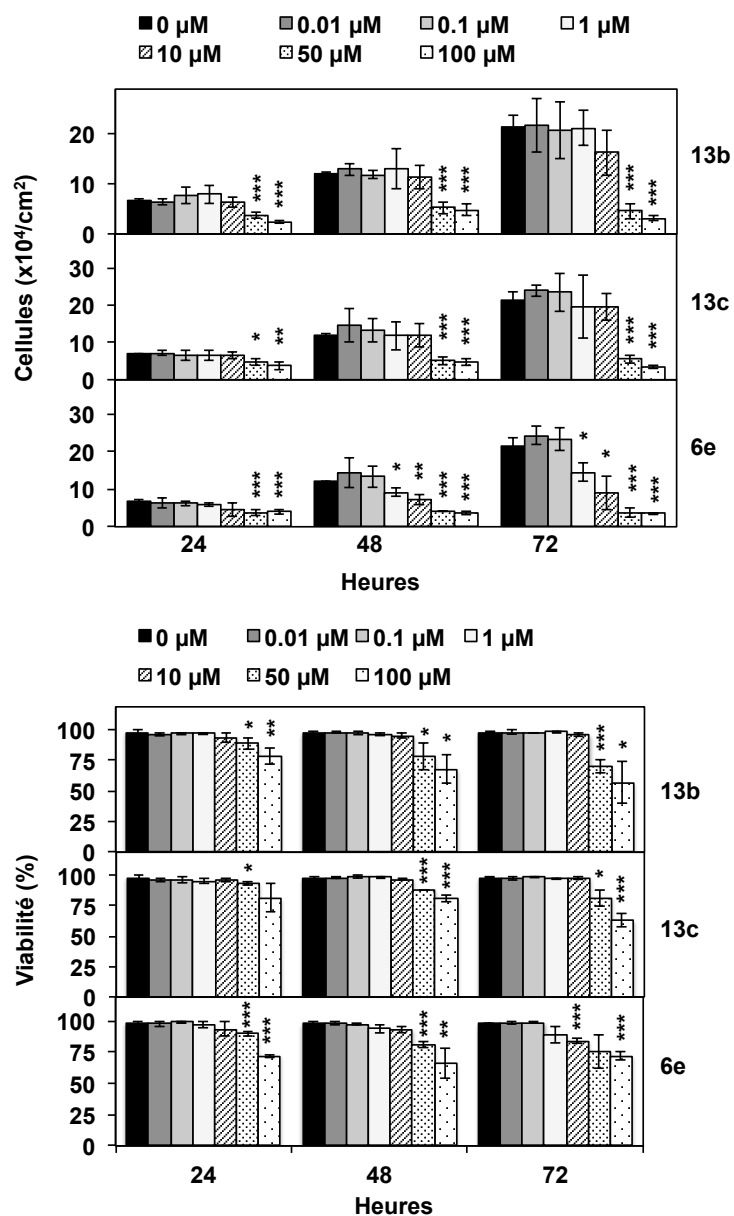 0 µM 0.01 µM 0.1 µM 1 µM
10 µM 50 µM 100 µM
Cellules (x10⁴/cm²)
20
10
0
*** *** *** *** *** ***
13b
30
20
10
0
* ** *** *** *** ***
13c
30
20
10
0
*** *** * ** *** *** * * *** ***
6e
24 48 72
Heures
0 µM 0.01 µM 0.1 µM 1 µM
10 µM 50 µM 100 µM
Viabilité (%)
100
75
50
25
0
* ** * * *** *
13b
100
75
50
25
0
* *** *** * ***
13c
100
75
50
25
0
*** *** *** ** *** ***
6e
24 48 72
Heures